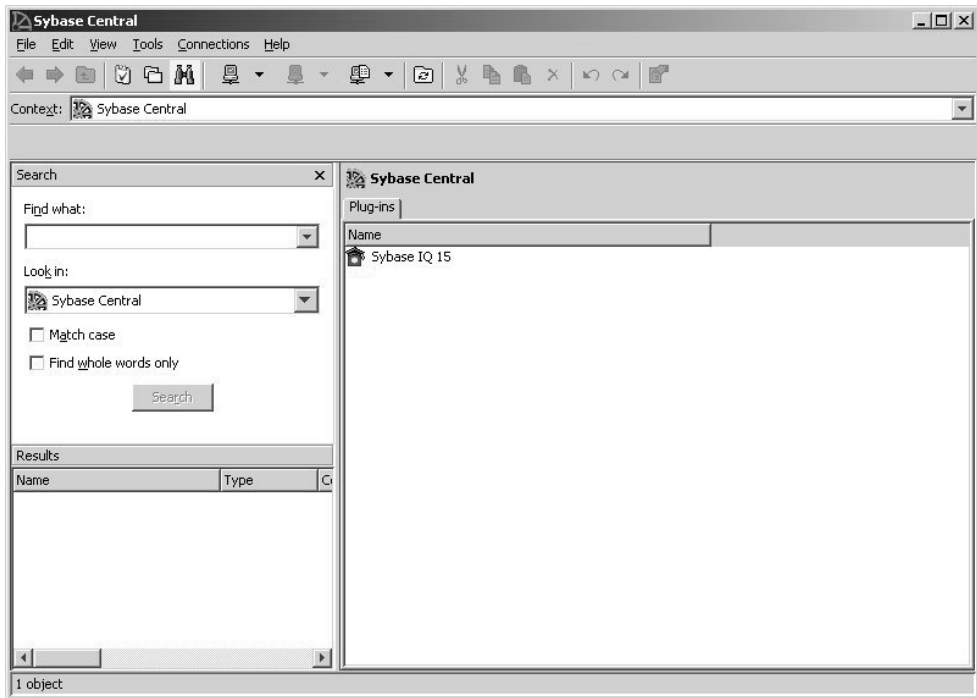 Sybase Central
File Edit View Tools Connections Help
Context: Sybase Central
Search
Find what:
Look in:
Sybase Central
Match case
Find whole words only
Search
Results
Name Type
Sybase Central
Plug-ins
Name
Sybase IQ 15
1 object